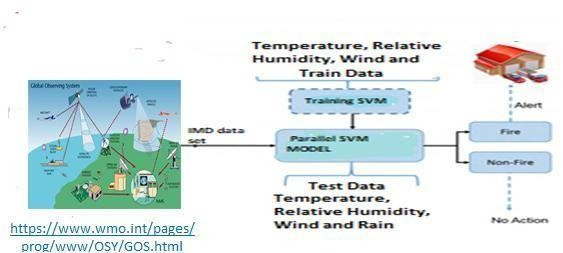 Temperature, Relative
Humidity, Wind and
Train Data
Global Observing System
Training SVM
Alert
IMD data
set
Parallel SVM
MODEL
Fire
Non-Fire
Test Data
Temperature,
Relative Humidity,
Wind and Rain
No Action
https://www.wmo.int/pages/
prog/www/OSY/GOS.html